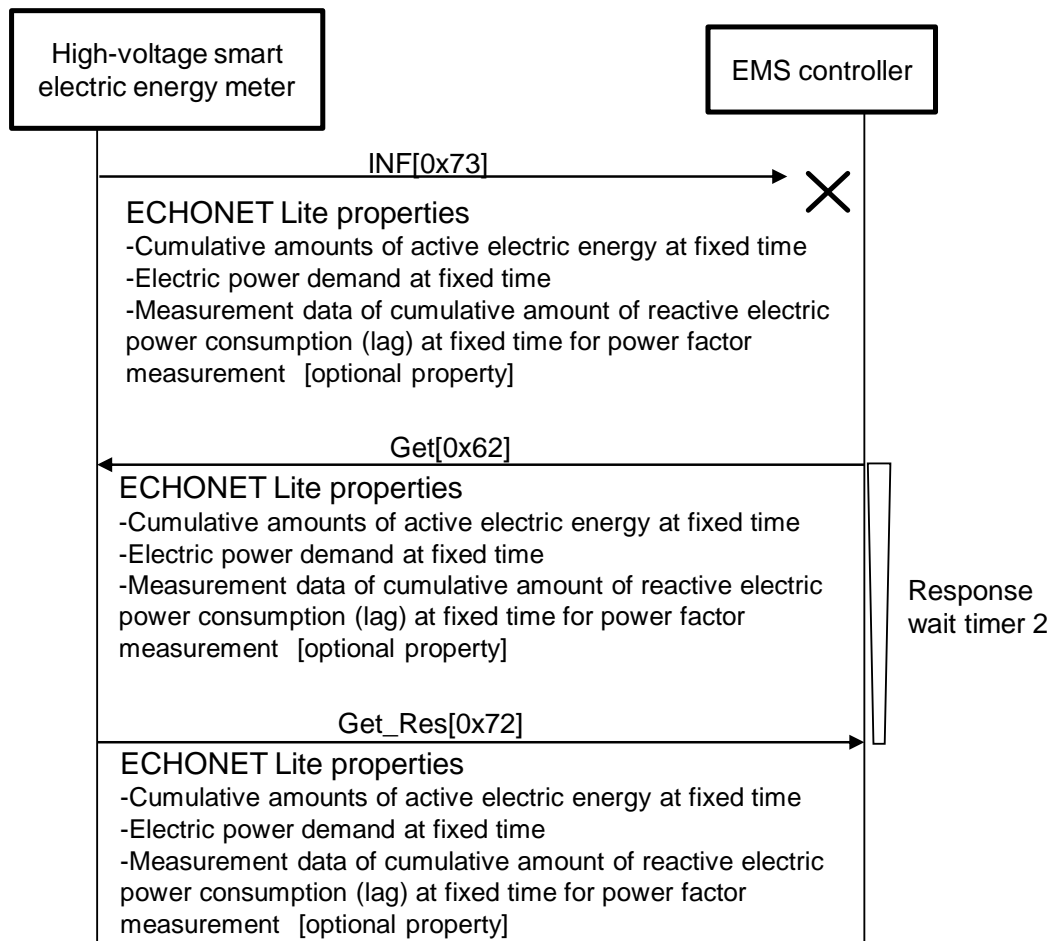 High-voltage smart
electric energy meter
EMS controller
INF[0x73]
ECHONET Lite properties
-Cumulative amounts of active electric energy at fixed time
-Electric power demand at fixed time
-Measurement data of cumulative amount of reactive electric
power consumption (lag) at fixed time for power factor
measurement [optional property]
Get[0x62]
ECHONET Lite properties
-Cumulative amounts of active electric energy at fixed time
-Electric power demand at fixed time
-Measurement data of cumulative amount of reactive electric
power consumption (lag) at fixed time for power factor
measurement [optional property]
Response
wait timer 2
Get_Res[0x72]
ECHONET Lite properties
-Cumulative amounts of active electric energy at fixed time
-Electric power demand at fixed time
-Measurement data of cumulative amount of reactive electric
power consumption (lag) at fixed time for power factor
measurement [optional property]